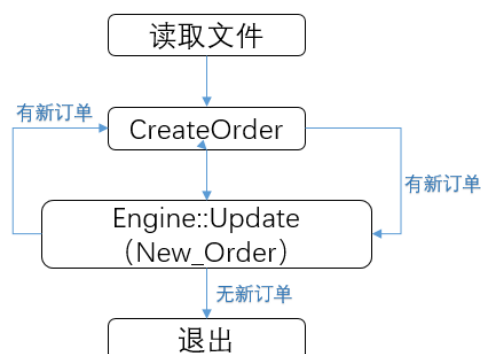 读取文件
有新订单
CreateOrder
有新订单
Engine::Update
（New_Order）
无新订单
退出